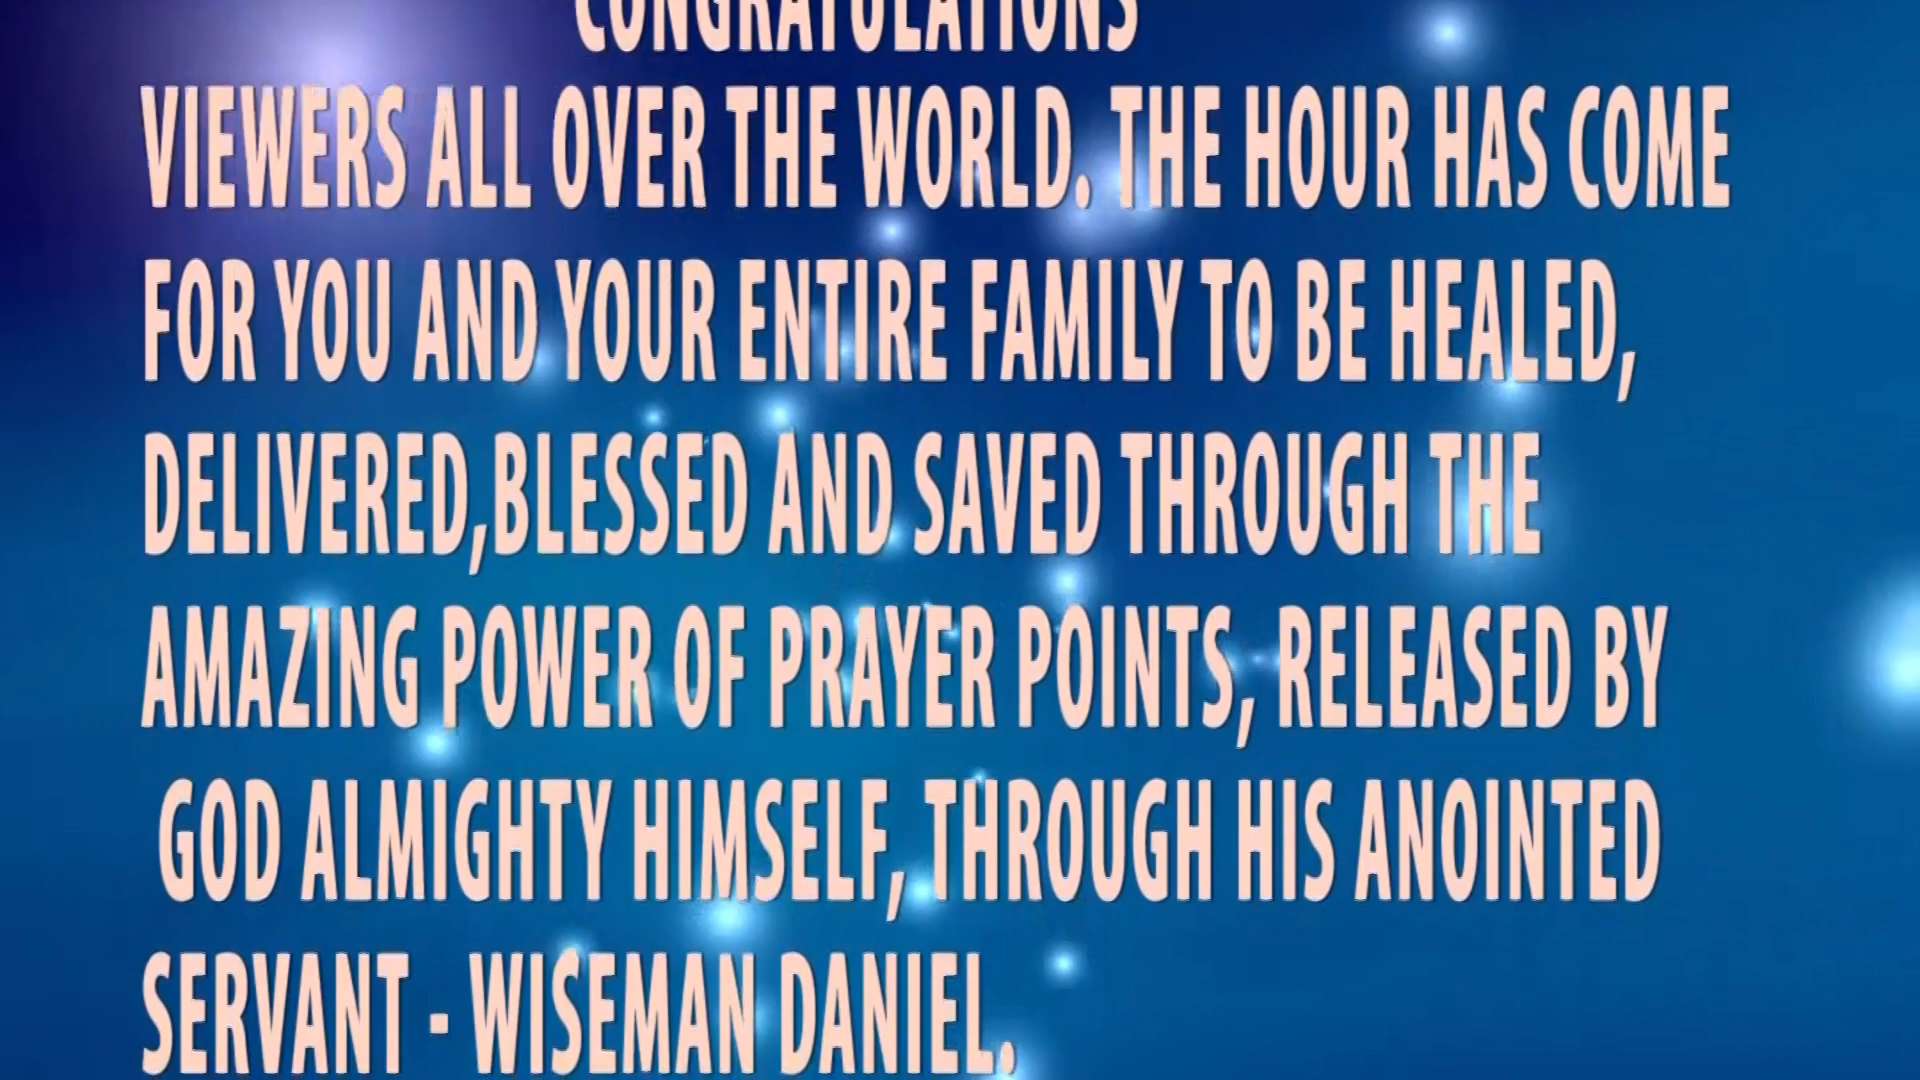 CONGRATULATIONS
VIEWERS ALL OVER THE WORLD. THE HOUR HAS COME
FOR YOU AND YOUR ENTIRE FAMILY TO BE HEALED,
DELIVERED,BLESSED AND SAVED THROUGH THE
AMAZING POWER OF PRAYER POINTS, RELEASED BY
GOD ALMIGHTY HIMSELF, THROUGH HIS ANOINTED
SERVANT - WISEMAN DANIEL.